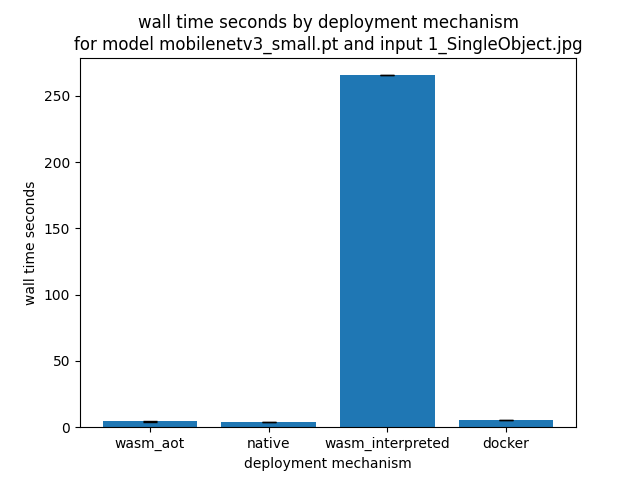 wall time seconds by deployment mechanism
for model mobilenetv3_small.pt and input 1_SingleObject.jpg
wall time seconds
250
200
150
100
50
0
wasm_aot
native
wasm_interpreted
docker
deployment mechanism